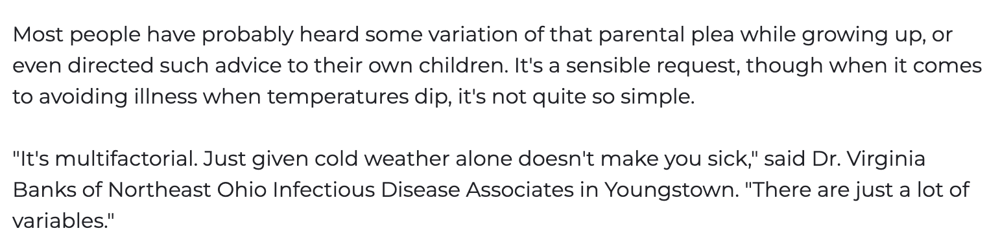 Most people have probably heard some variation of that parental plea while growing up, or
even directed such advice to their own children. It's a sensible request, though when it comes
to avoiding illness when temperatures dip, it's not quite so simple.
"It's multifactorial. Just given cold weather alone doesn't make you sick," said Dr. Virginia
Banks of Northeast Ohio Infectious Disease Associates in Youngstown. "There are just a lot of
variables."